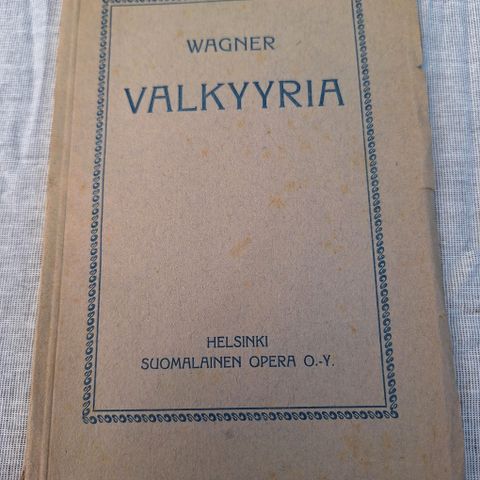 WAGNER
VALKYYRIA
HELSINKI
SUOMALAINEN OPERA O.-Y.